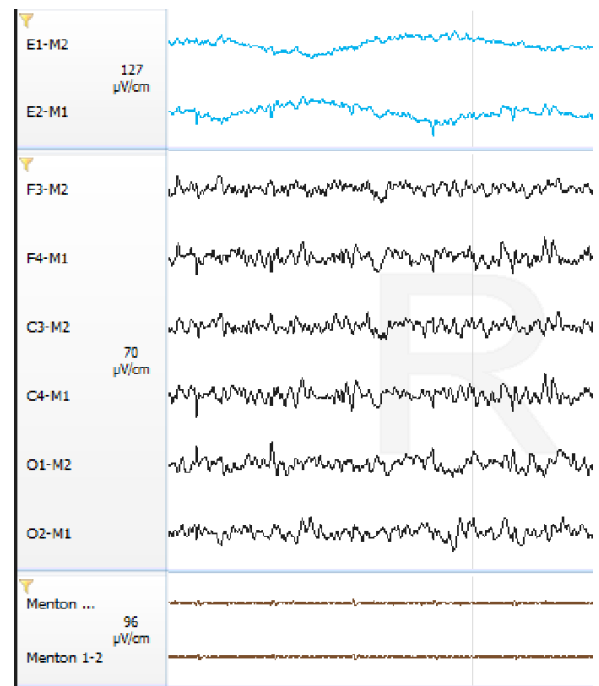 E1-M2
127
µV/cm
E2-M1
F3-M2
F4-M1
C3-M2
70
µV/cm
R
C4-M1
O1-M2
O2-M1
Menton ...
96
µV/cm
Menton 1-2